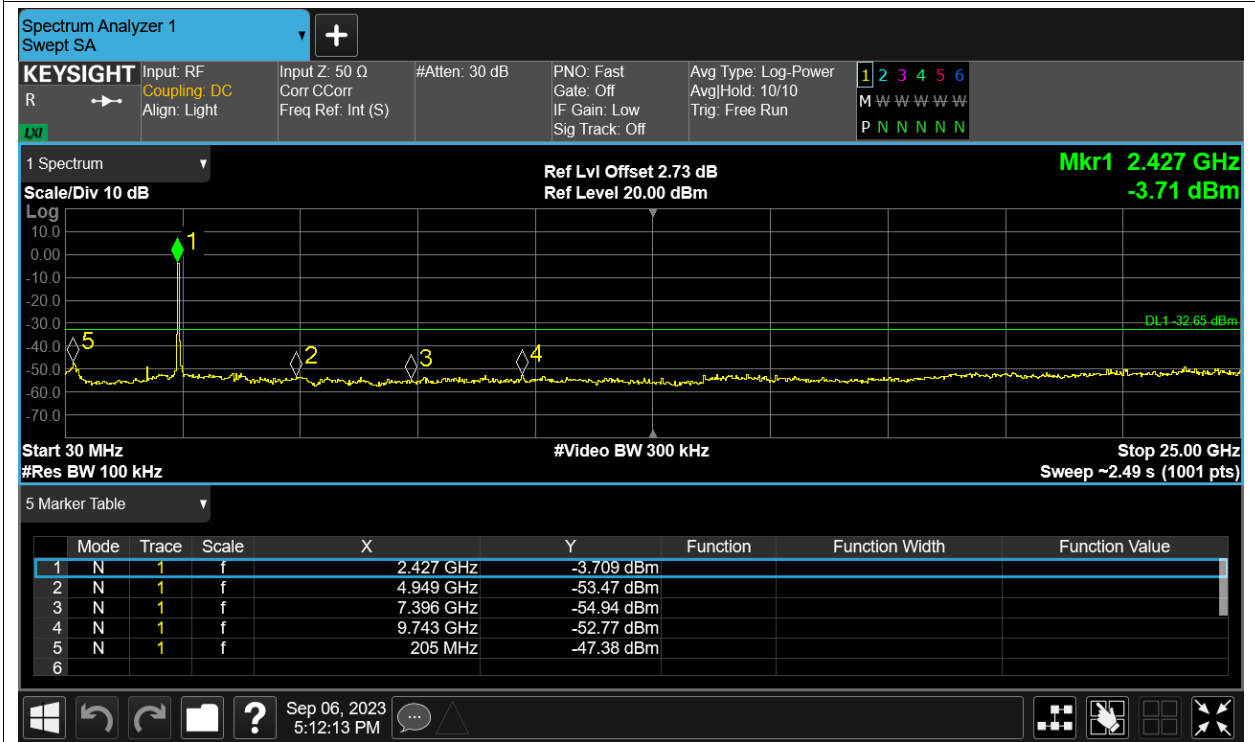 Spectrum Analyzer 1
Swept SA
+
KEYSIGHT Input: RF Input Z: 50 Ω #Atten: 30 dB PNO: Fast Avg Type: Log-Power 1 2 3 4 5 6
R Coupling: DC Corr CCorr Gate: Off Avg|Hold: 10/10 M W W W W W
Align: Light Freq Ref: Int (S) IF Gain: Low Trig: Free Run
LXI Sig Track: Off P N N N N N
1 Spectrum Ref Lvl Offset 2.73 dB Mkr1 2.427 GHz
Scale/Div 10 dB Ref Level 20.00 dBm -3.71 dBm
Log
10.0
1
0.00
-10.0
-20.0
-30.0
DL1 -32.65 dBm
-40.0
5
2
3
4
-50.0
-60.0
-70.0
Start 30 MHz #Video BW 300 kHz Stop 25.00 GHz
#Res BW 100 kHz Sweep ~2.49 s (1001 pts)
5 Marker Table
Mode Trace Scale X Y Function Function Width Function Value
1 N 1 f 2.427 GHz -3.709 dBm
2 N 1 f 4.949 GHz -53.47 dBm
3 N 1 f 7.396 GHz -54.94 dBm
4 N 1 f 9.743 GHz -52.77 dBm
5 N 1 f 205 MHz -47.38 dBm
6
? Sep 06, 2023
5:12:13 PM